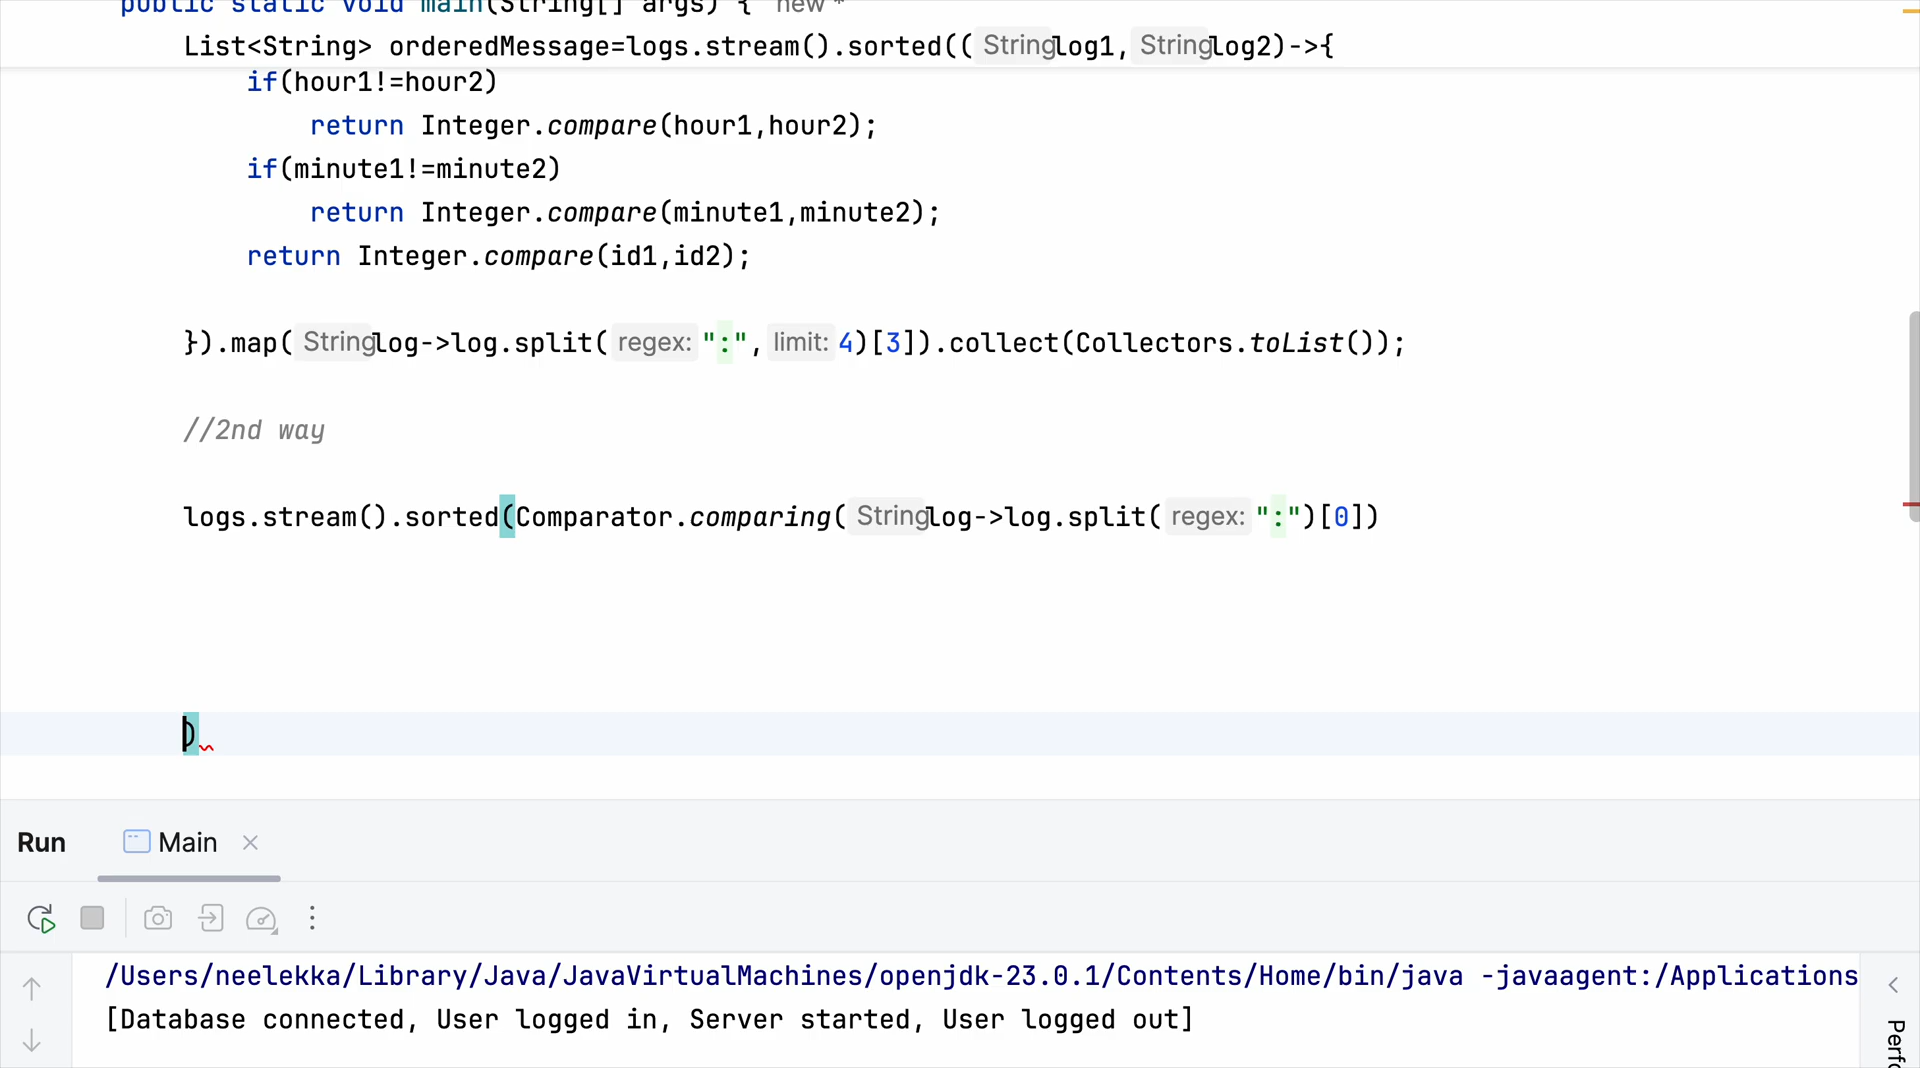 public static void main(String[] args) { new *
List<String> orderedMessage=logs.stream().sorted(( String log1, String log2)->{
if(hour1!=hour2)
return Integer.compare(hour1,hour2);
if(minute1!=minute2)
return Integer.compare(minute1,minute2);
return Integer.compare(id1,id2);
}).map( String log->log.split( regex: ":", limit: 4)[3]).collect(Collectors.toList());
//2nd way
logs.stream().sorted(Comparator.comparing( String log->log.split( regex: ":")[0])
)
Run Main
/Users/neelekka/Library/Java/JavaVirtualMachines/openjdk-23.0.1/Contents/Home/bin/java -javaagent:/Applications
[Database connected, User logged in, Server started, User logged out]